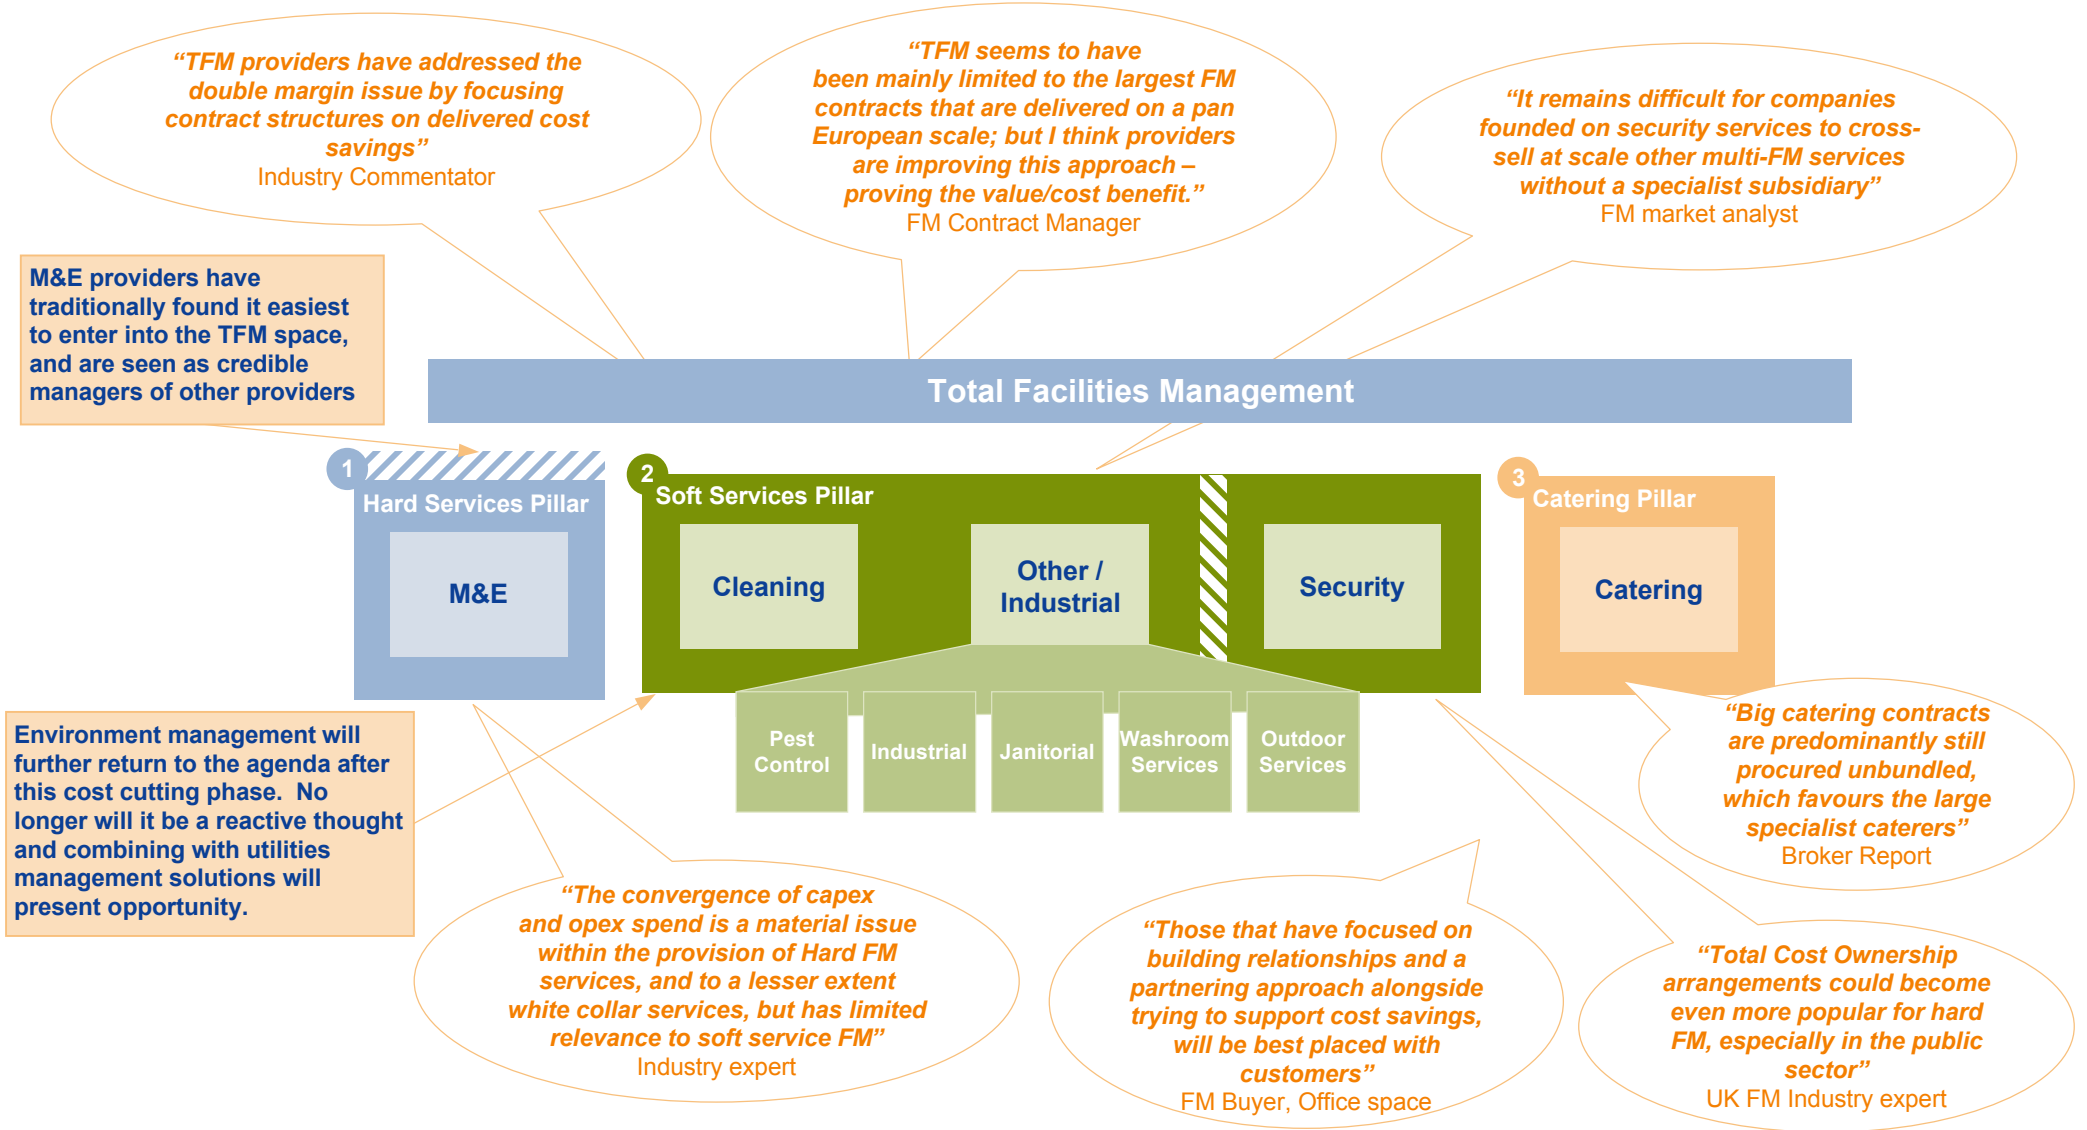 “TFM providers have addressed the
double margin issue by focusing
contract structures on delivered cost
savings”
Industry Commentator
“TFM seems to have
been mainly limited to the largest FM
contracts that are delivered on a pan
European scale; but I think providers
are improving this approach –
proving the value/cost benefit.”
FM Contract Manager
“It remains difficult for companies
founded on security services to cross-
sell at scale other multi-FM services
without a specialist subsidiary”
FM market analyst
M&E providers have
traditionally found it easiest
to enter into the TFM space,
and are seen as credible
managers of other providers
Total Facilities Management
1
Hard Services Pillar
M&E
2
Soft Services Pillar
Cleaning
Other /
Industrial
Security
3
Catering Pillar
Catering
Pest
Control
Industrial
Janitorial
Washroom
Services
Outdoor
Services
Environment management will
further return to the agenda after
this cost cutting phase.  No
longer will it be a reactive thought
and combining with utilities
management solutions will
present opportunity.
“The convergence of capex
and opex spend is a material issue
within the provision of Hard FM
services, and to a lesser extent
white collar services, but has limited
relevance to soft service FM”
Industry expert
“Those that have focused on
building relationships and a
partnering approach alongside
trying to support cost savings,
will be best placed with
customers”
FM Buyer, Office space
“Big catering contracts
are predominantly still
procured unbundled,
which favours the large
specialist caterers”
Broker Report
“Total Cost Ownership
arrangements could become
even more popular for hard
FM, especially in the public
sector”
UK FM Industry expert